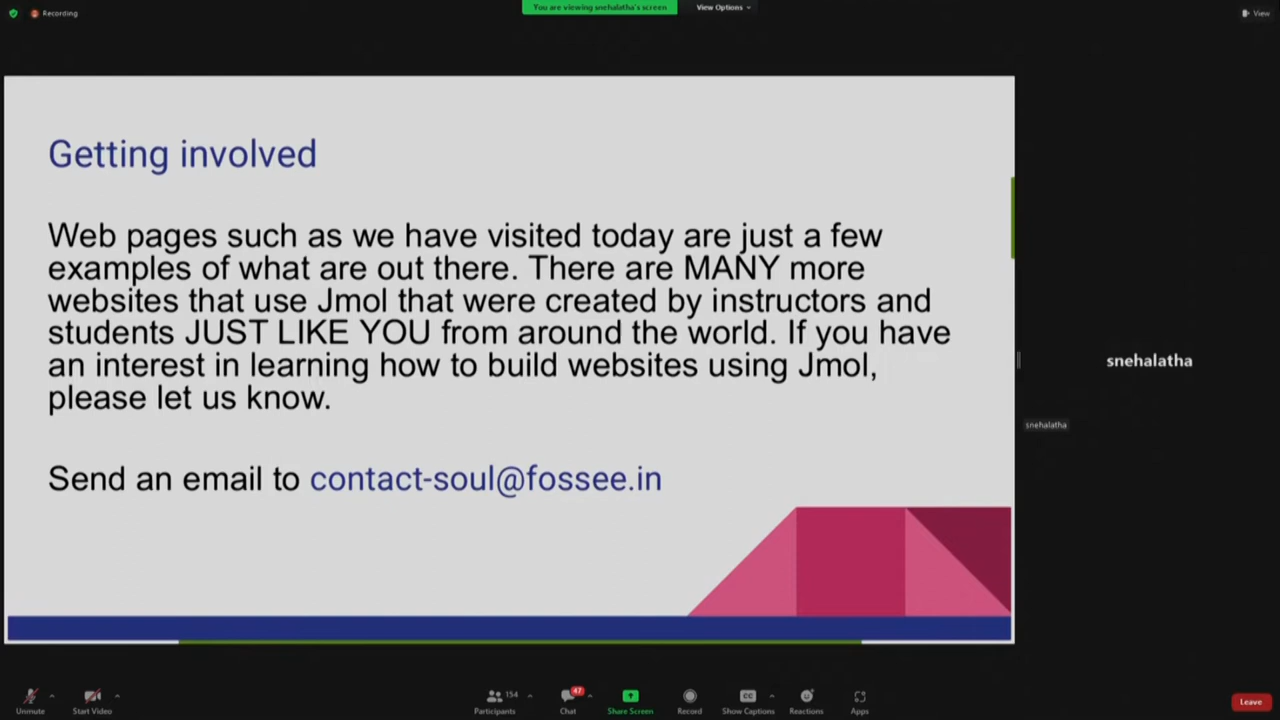 Recording
You are viewing snehalatha's screen
View Options
View
Getting involved
Web pages such as we have visited today are just a few
examples of what are out there. There are MANY more
websites that use Jmol that were created by instructors and
students JUST LIKE YOU from around the world. If you have
an interest in learning how to build websites using Jmol,
please let us know.
Send an email to contact-soul@fossee.in
snehalatha
snehalatha
Unmute
Start Video
154
Participants
47
Chat
Share Screen
Record
CC
Show Captions
Reactions
Apps
Leave